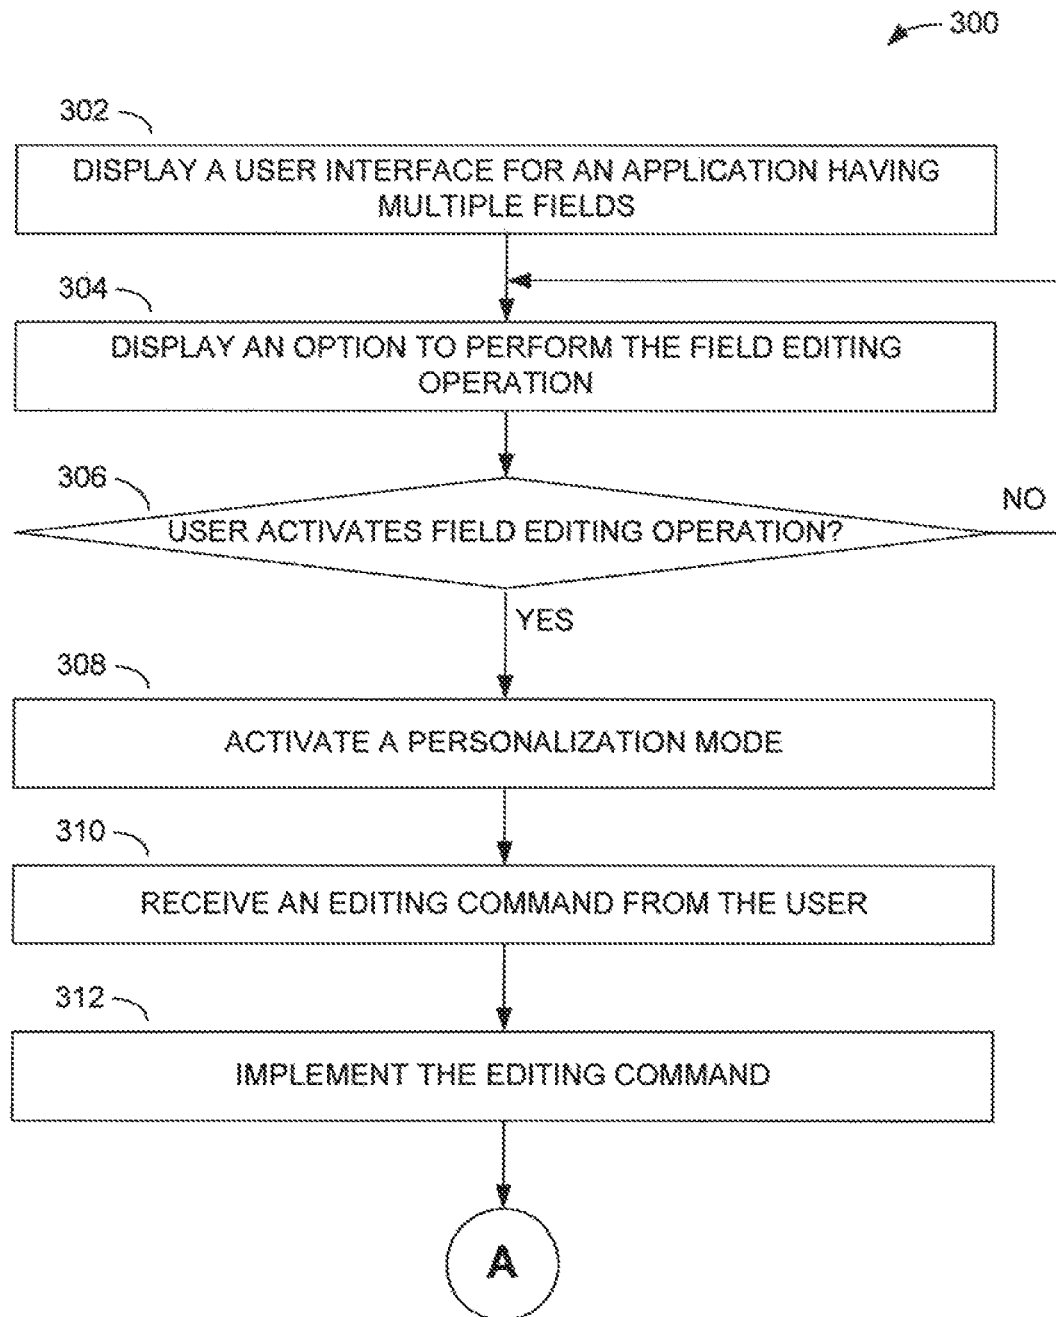 300
302
DISPLAY A USER INTERFACE FOR AN APPLICATION HAVING
MULTIPLE FIELDS
304
DISPLAY AN OPTION TO PERFORM THE FIELD EDITING
OPERATION
306
USER ACTIVATES FIELD EDITING OPERATION?
NO
YES
308
ACTIVATE A PERSONALIZATION MODE
310
RECEIVE AN EDITING COMMAND FROM THE USER
312
IMPLEMENT THE EDITING COMMAND
A